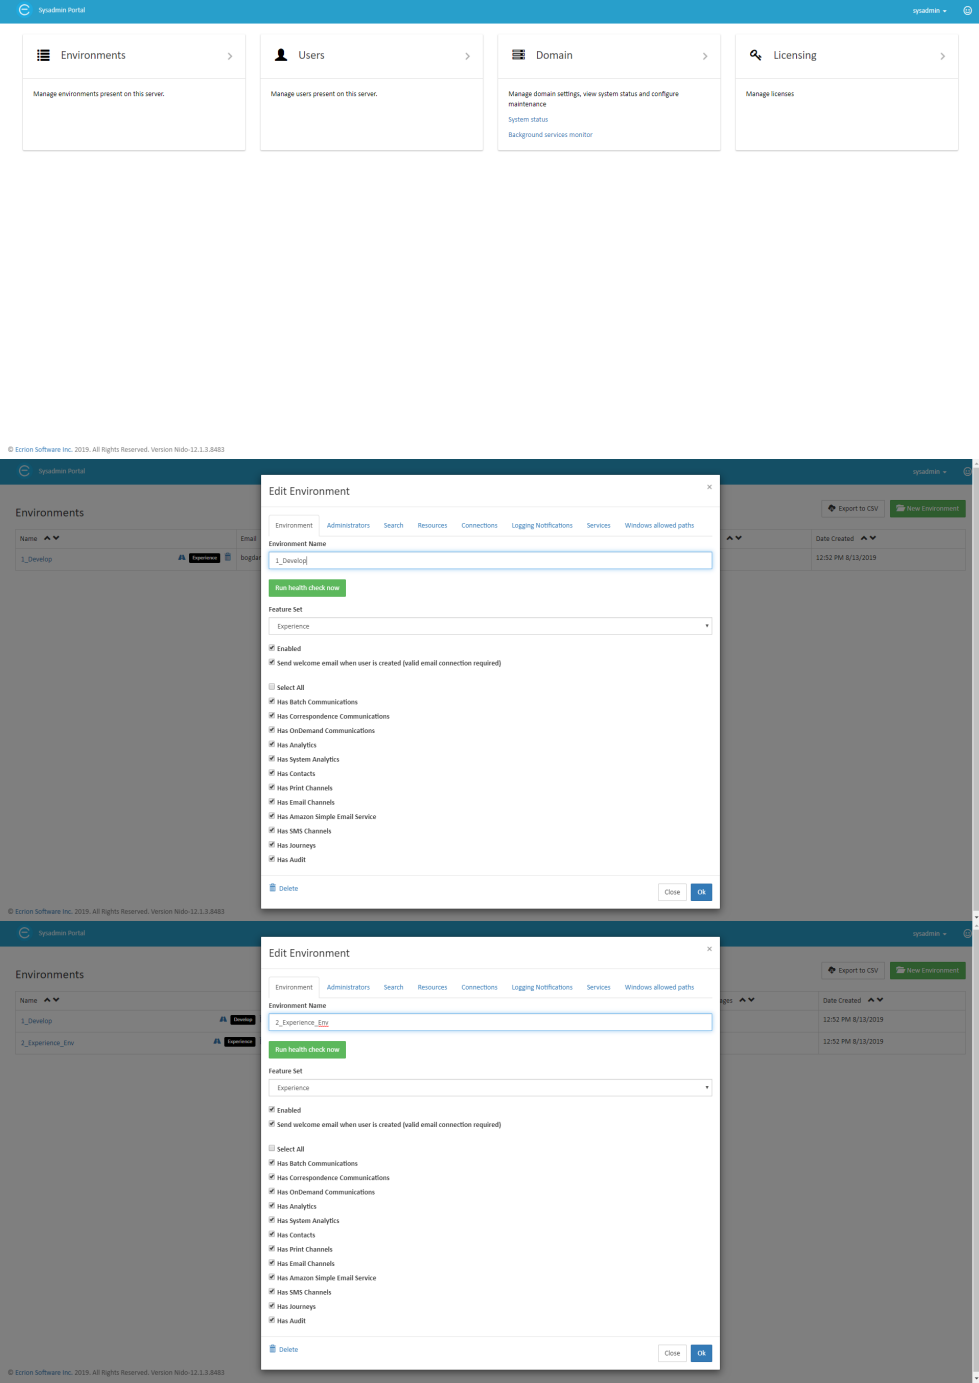 Sysadmin Portal
sysadmin
Environments
Users
Domain
Licensing
Manage environments present on this server.
Manage users present on this server.
Manage domain settings, view system status and configure
maintenance
System status
Background services monitor
Manage licenses
© Ecrion Software Inc. 2019. All Rights Reserved. Version Nido-12.1.3.8483
Sysadmin Portal
sysadmin
Environments
Export to CSV
New Environment
Name
Email
Date Created
1_Develop
Experience
bogdan
12:52 PM 8/13/2019
Edit Environment
×
Environment Administrators Search Resources Connections Logging Notifications Services Windows allowed paths
Environment Name
1_Develop
Run health check now
Feature Set
Experience
Enabled
Send welcome email when user is created (valid email connection required)
Select All
Has Batch Communications
Has Correspondence Communications
Has OnDemand Communications
Has Analytics
Has System Analytics
Has Contacts
Has Print Channels
Has Email Channels
Has Amazon Simple Email Service
Has SMS Channels
Has Journeys
Has Audit
Delete
Close
Ok
© Ecrion Software Inc. 2019. All Rights Reserved. Version Nido-12.1.3.8483
Sysadmin Portal
sysadmin
Environments
Export to CSV
New Environment
Name
ages
Date Created
1_Develop
Develop
12:52 PM 8/13/2019
2_Experience_Env
Experience
12:52 PM 8/13/2019
Edit Environment
×
Environment Administrators Search Resources Connections Logging Notifications Services Windows allowed paths
Environment Name
2_Experience_Env
Run health check now
Feature Set
Experience
Enabled
Send welcome email when user is created (valid email connection required)
Select All
Has Batch Communications
Has Correspondence Communications
Has OnDemand Communications
Has Analytics
Has System Analytics
Has Contacts
Has Print Channels
Has Email Channels
Has Amazon Simple Email Service
Has SMS Channels
Has Journeys
Has Audit
Delete
Close
Ok
© Ecrion Software Inc. 2019. All Rights Reserved. Version Nido-12.1.3.8483